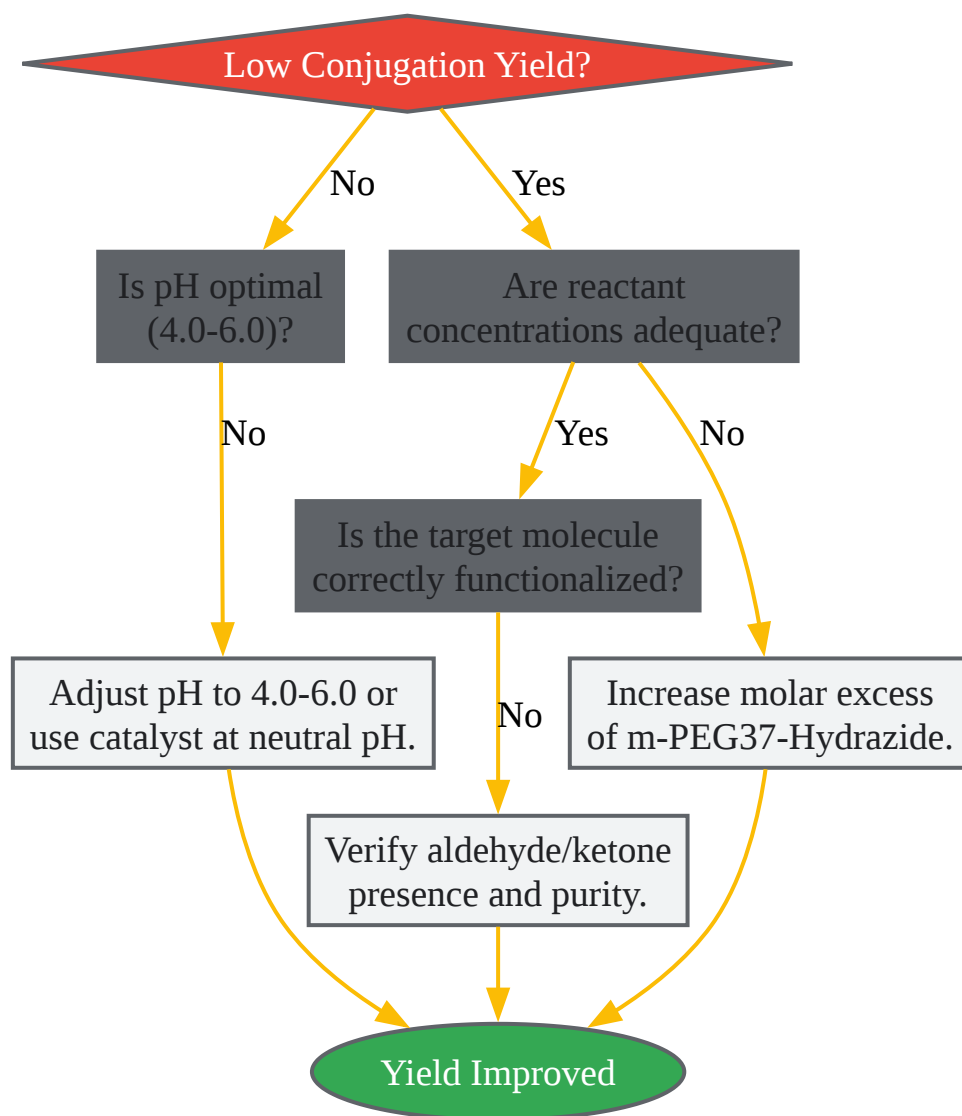 Low Conjugation Yield?
No
Yes
Is pH optimal
(4.0-6.0)?
Are reactant
concentrations adequate?
No
Yes
No
Is the target molecule
correctly functionalized?
Adjust pH to 4.0-6.0 or
use catalyst at neutral pH.
No
Increase molar excess
of m-PEG37-Hydrazide.
Verify aldehyde/ketone
presence and purity.
Yield Improved